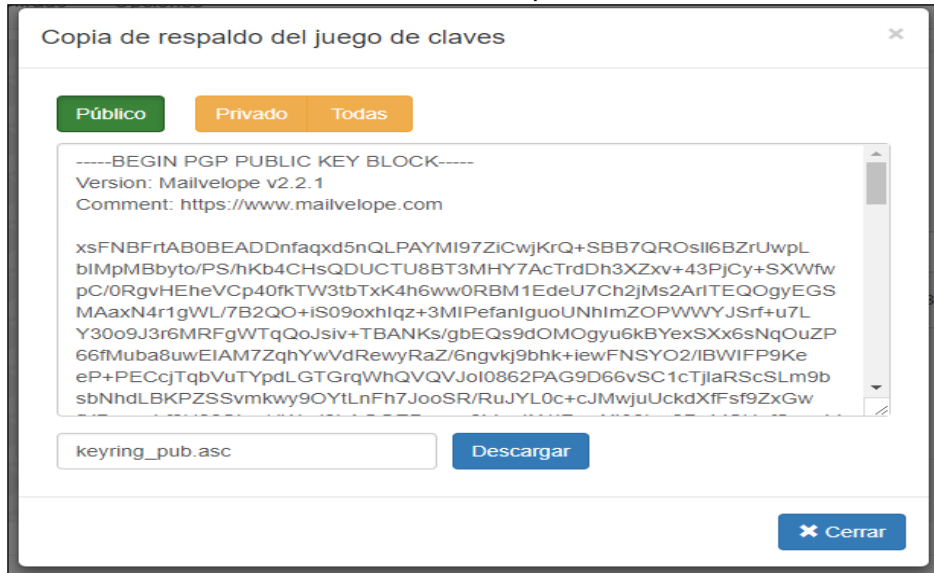 Copia de respaldo del juego de claves
×
Público Privado Todas
-----BEGIN PGP PUBLIC KEY BLOCK-----
Version: Mailvelope v2.2.1
Comment: https://www.mailvelope.com
xsFNBFrtAB0BEADDnfaqxd5nQLPAYMI97ZiCwjKrQ+SBB7QROsII6BZrUwpL
bIMpMBbyto/PS/hKb4CHsQDUCTU8BT3MHY7AcTrdDh3XZxv+43PjCy+SXWfw
pC/0RgvHEheVCp40fkTW3tbTxK4h6ww0RBM1EdeU7Ch2jMs2ArITEQOgyEGS
MAaxN4r1gWL/7B2QO+iS09oxhIqz+3MIPefanIguoUNhImZOPWWYJSrf+u7L
Y30o9J3r6MRFgWTqQoJsiv+TBANKs/gbEQs9dOMOgyu6kBYexSXx6sNqOuZP
66fMuba8uwEIAM7ZqhYwVdRewyRaZ/6ngvkj9bhk+iewFNSYO2/IBWIFP9Ke
eP+PECcjTqbVuTYpdLGTGrqWhQVQVJoI0862PAG9D66vSC1cTjlaRScSLm9b
sbNhdLBKPZSSvmkwy9OYtLnFh7JooSR/RuJYL0c+cJMwjuUckdXfFsf9ZxGw
keyring_pub.asc Descargar
✖ Cerrar